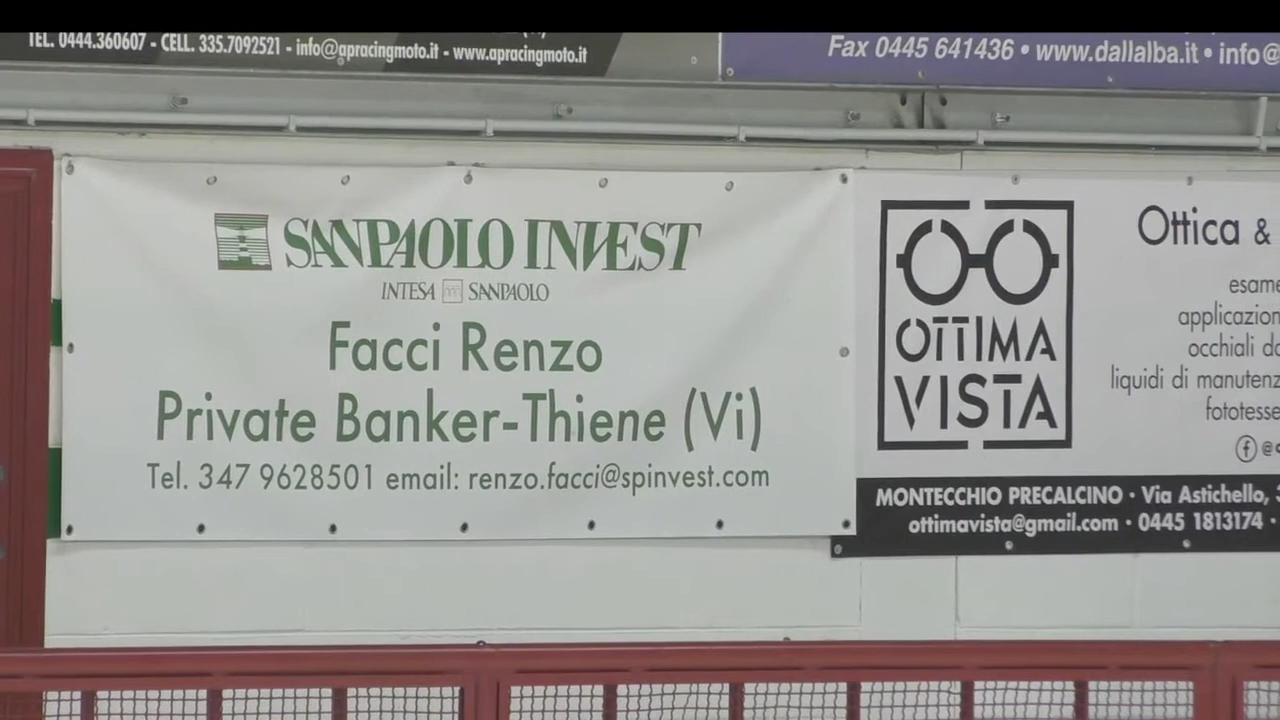 TEL. 0444.360607 - CELL. 335.7092521 - info@apracingmoto.it - www.apracingmoto.it
Fax 0445 641436 • www.dallalba.it • info@
SANPAOLO INVEST
INTESA SANPAOLO
Facci Renzo
Private Banker-Thiene (Vi)
Tel. 347 9628501 email: renzo.facci@spinvest.com
OTTIMA
VISTA
Ottica &
esame
applicazion
occhiali da
liquidi di manutenz
fototesse
MONTECCHIO PRECALCINO • Via Astichello,
ottimavista@gmail.com • 0445 1813174 •